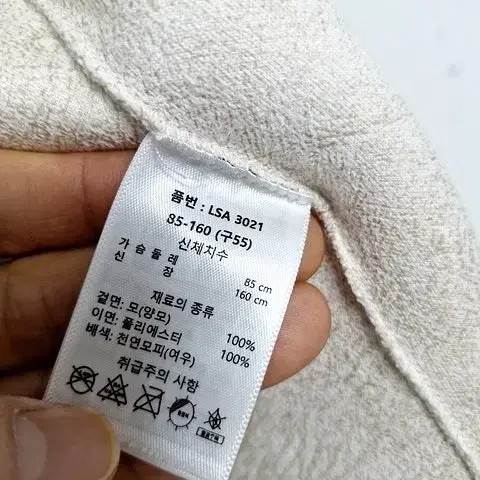 품번 : LSA 3021
85-160 (구55)
신체치수
가슴둘레 85 cm
신 장 160 cm
재료의 종류
겉면: 모(양모) 100%
이면: 폴리에스터 100%
배색: 천연모피(여우)
취급주의 사항